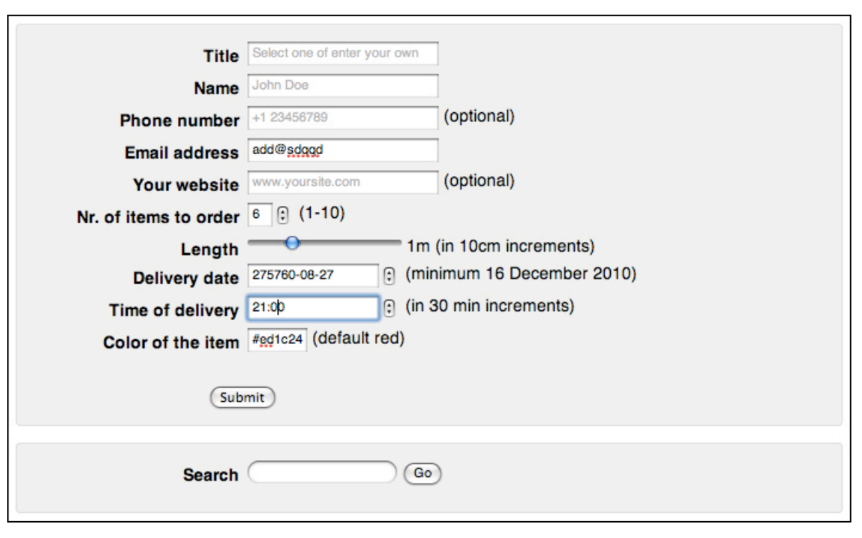 Title Select one of enter your own
Name John Doe
Phone number +1 23456789 (optional)
Email address add@sdqqd
Your website www.yoursite.com (optional)
Nr. of items to order 6 (1-10)
Length 1m (in 10cm increments)
Delivery date 275760-08-27 (minimum 16 December 2010)
Time of delivery 21:00 (in 30 min increments)
Color of the item #ed1c24 (default red)
Submit
Search Go